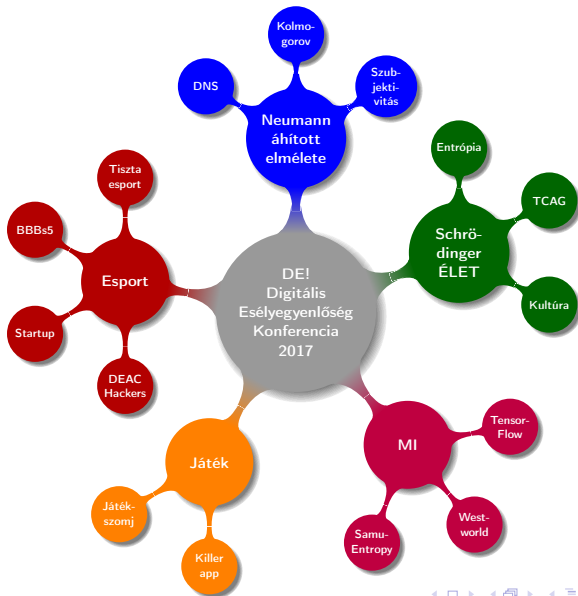 Kolmo-
gorov
DNS
Szub-
jekti-
vitás
Neumann
áhított
elmélete
Entrópia
TCAG
Schrö-
dinger
ÉLET
Kultúra
Tiszta
esport
BBBs5
Esport
Startup
DEAC
Hackers
DE!
Digitális
Esélyegyenlőség
Konferencia
2017
Játék
Játék-
szomj
Killer
app
MI
Tensor-
Flow
West-
world
Samu-
Entropy